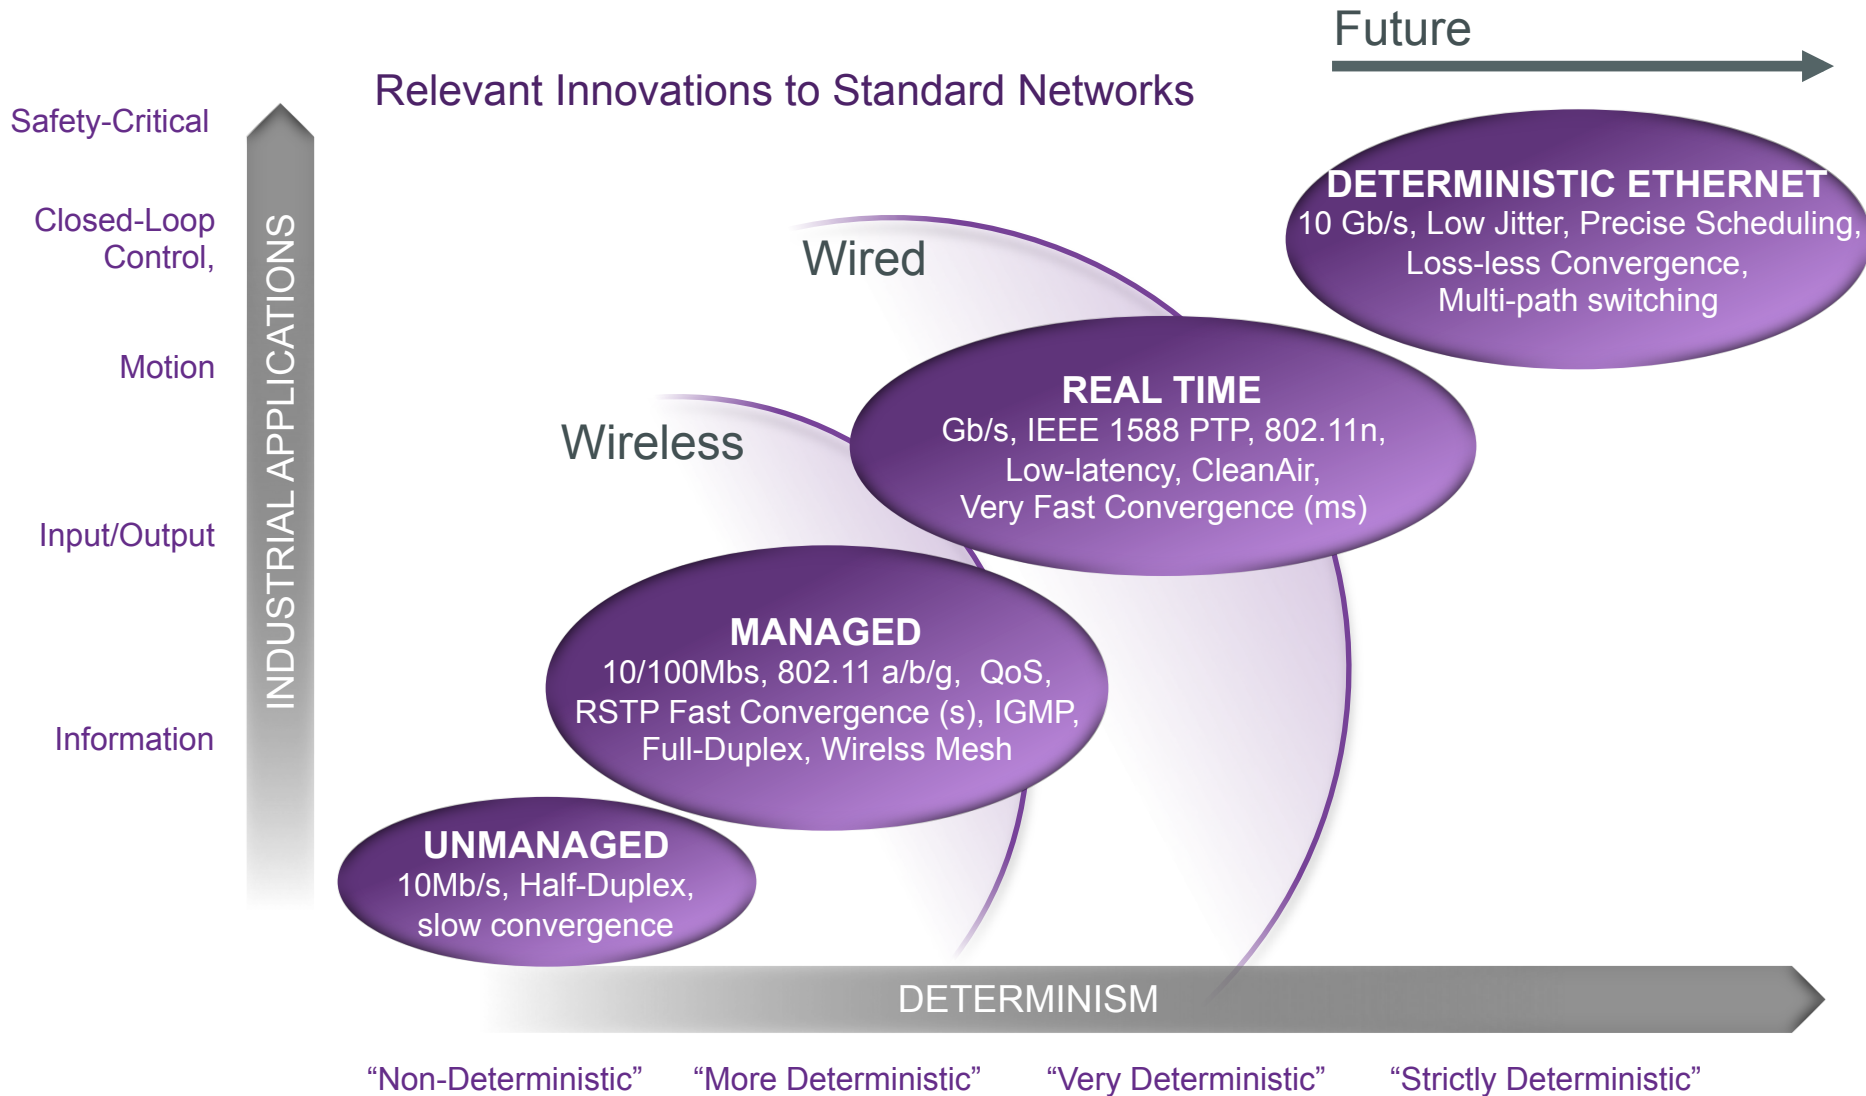 Future
Relevant Innovations to Standard Networks
Safety-Critical
Closed-Loop
Control,
Motion
Input/Output
Information
INDUSTRIAL APPLICATIONS
Wired
Wireless
DETERMINISTIC ETHERNET
10 Gb/s, Low Jitter, Precise Scheduling,
Loss-less Convergence,
Multi-path switching
REAL TIME
Gb/s, IEEE 1588 PTP, 802.11n,
Low-latency, CleanAir,
Very Fast Convergence (ms)
MANAGED
10/100Mbs, 802.11 a/b/g,  QoS,
RSTP Fast Convergence (s), IGMP,
Full-Duplex, Wirelss Mesh
UNMANAGED
10Mb/s, Half-Duplex,
slow convergence
DETERMINISM
“Non-Deterministic”
“More Deterministic”
“Very Deterministic”
“Strictly Deterministic”